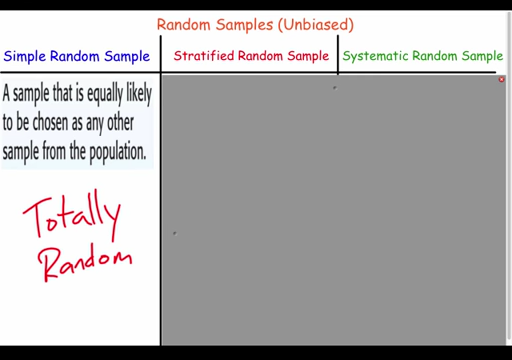 Random Samples (Unbiased)
Simple Random Sample
Stratified Random Sample
Systematic Random Sample
A sample that is equally likely
to be chosen as any other
sample from the population.
Totally
Random